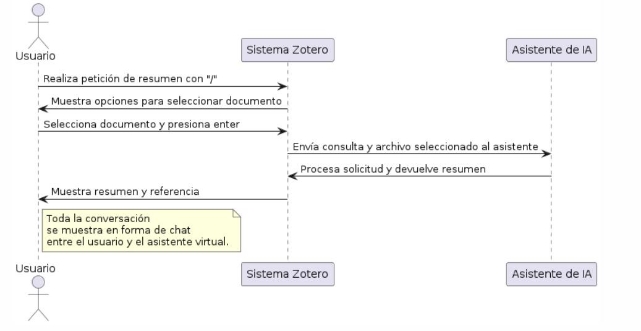 Usuario
Sistema Zotero
Asistente de IA
Realiza petición de resumen con "/"
Muestra opciones para seleccionar documento
Selecciona documento y presiona enter
Envía consulta y archivo seleccionado al asistente
Procesa solicitud y devuelve resumen
Muestra resumen y referencia
Toda la conversación
se muestra en forma de chat
entre el usuario y el asistente virtual.
Usuario
Sistema Zotero
Asistente de IA